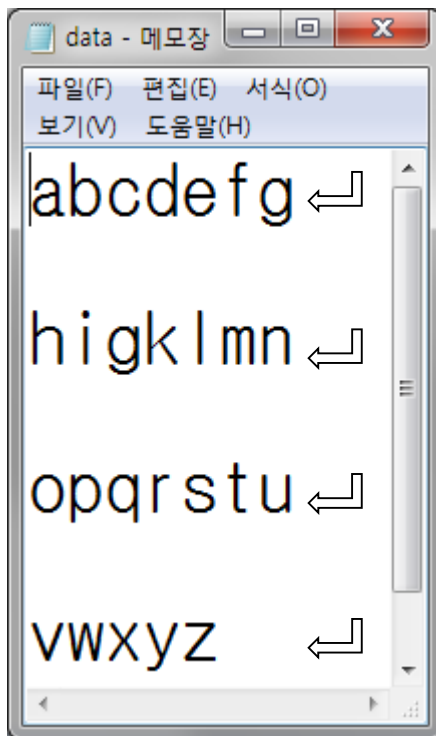 data - 메모장
파일(F) 편집(E) 서식(O)
보기(V) 도움말(H)
abcdefg
higklmn
opqrstu
vwxyz